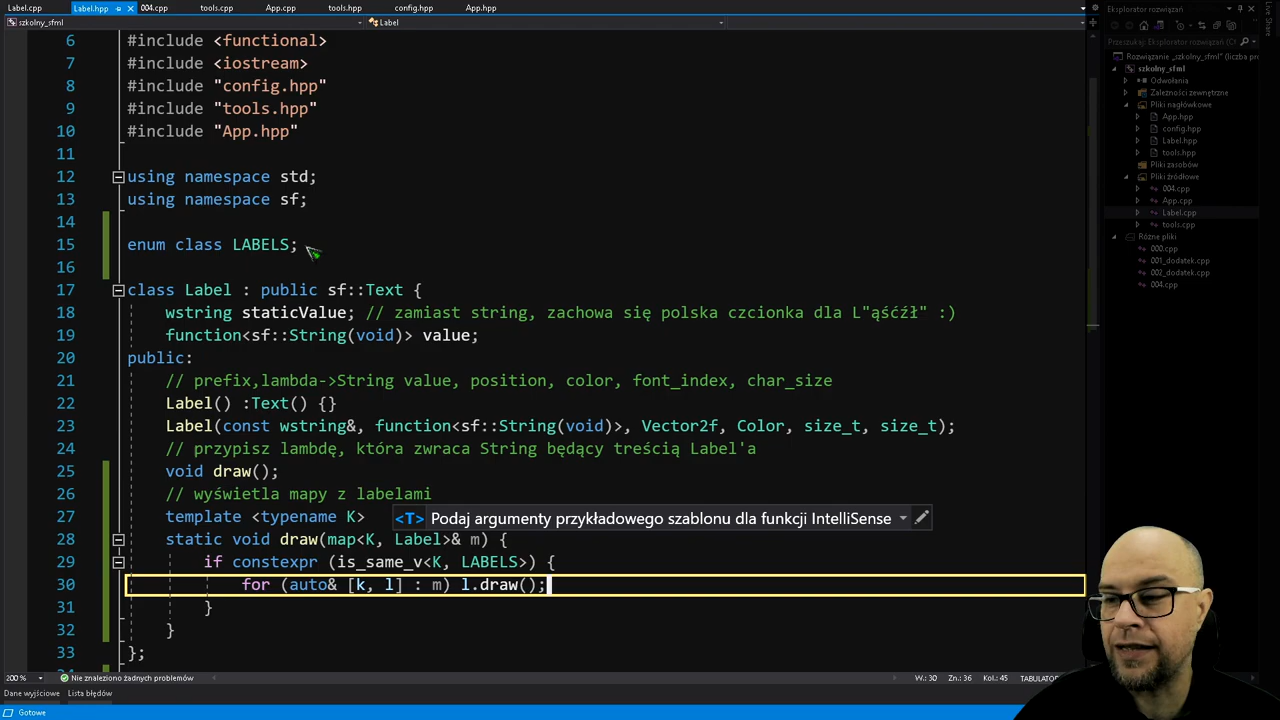 Label.cpp Label.hpp 004.cpp tools.cpp App.cpp tools.hpp config.hpp App.hpp
szkolny_sfml Label
6 #include <functional>
7 #include <iostream>
8 #include "config.hpp"
9 #include "tools.hpp"
10 #include "App.hpp"
11
12 using namespace std;
13 using namespace sf;
14
15 enum class LABELS;
16
17 class Label : public sf::Text {
18 wstring staticValue; // zamiast string, zachowa się polska czcionka dla L"ąśćźł" :)
19 function<sf::String(void)> value;
20 public:
21 // prefix,lambda->String value, position, color, font_index, char_size
22 Label() :Text() {}
23 Label(const wstring&, function<sf::String(void)>, Vector2f, Color, size_t, size_t);
24 // przypisz lambdę, która zwraca String będący treścią Label'a
25 void draw();
26 // wyświetla mapy z labelami
27 template <typename K> <T> Podaj argumenty przykładowego szablonu dla funkcji IntelliSense
28 static void draw(map<K, Label>& m) {
29 if constexpr (is_same_v<K, LABELS>) {
30 for (auto& [k, l] : m) l.draw();
31 }
32 }
33 };
200 % Nie znaleziono żadnych problemów W.: 30 Zn.: 36 Kol.: 45 TABULATOR
Dane wyjściowe Lista błędów
Gotowe
Eksplorator rozwiązań
Przeszukaj: Eksplorator rozwiązań (
Rozwiązanie „szkolny_sfml” (liczba pro
szkolny_sfml
Odwołania
Zależności zewnętrzne
Pliki nagłówkowe
App.hpp
config.hpp
Label.hpp
tools.hpp
Pliki zasobów
Pliki źródłowe
004.cpp
App.cpp
Label.cpp
tools.cpp
Różne pliki
000.cpp
001_dodatek.cpp
002_dodatek.cpp
004.cpp
Live Share